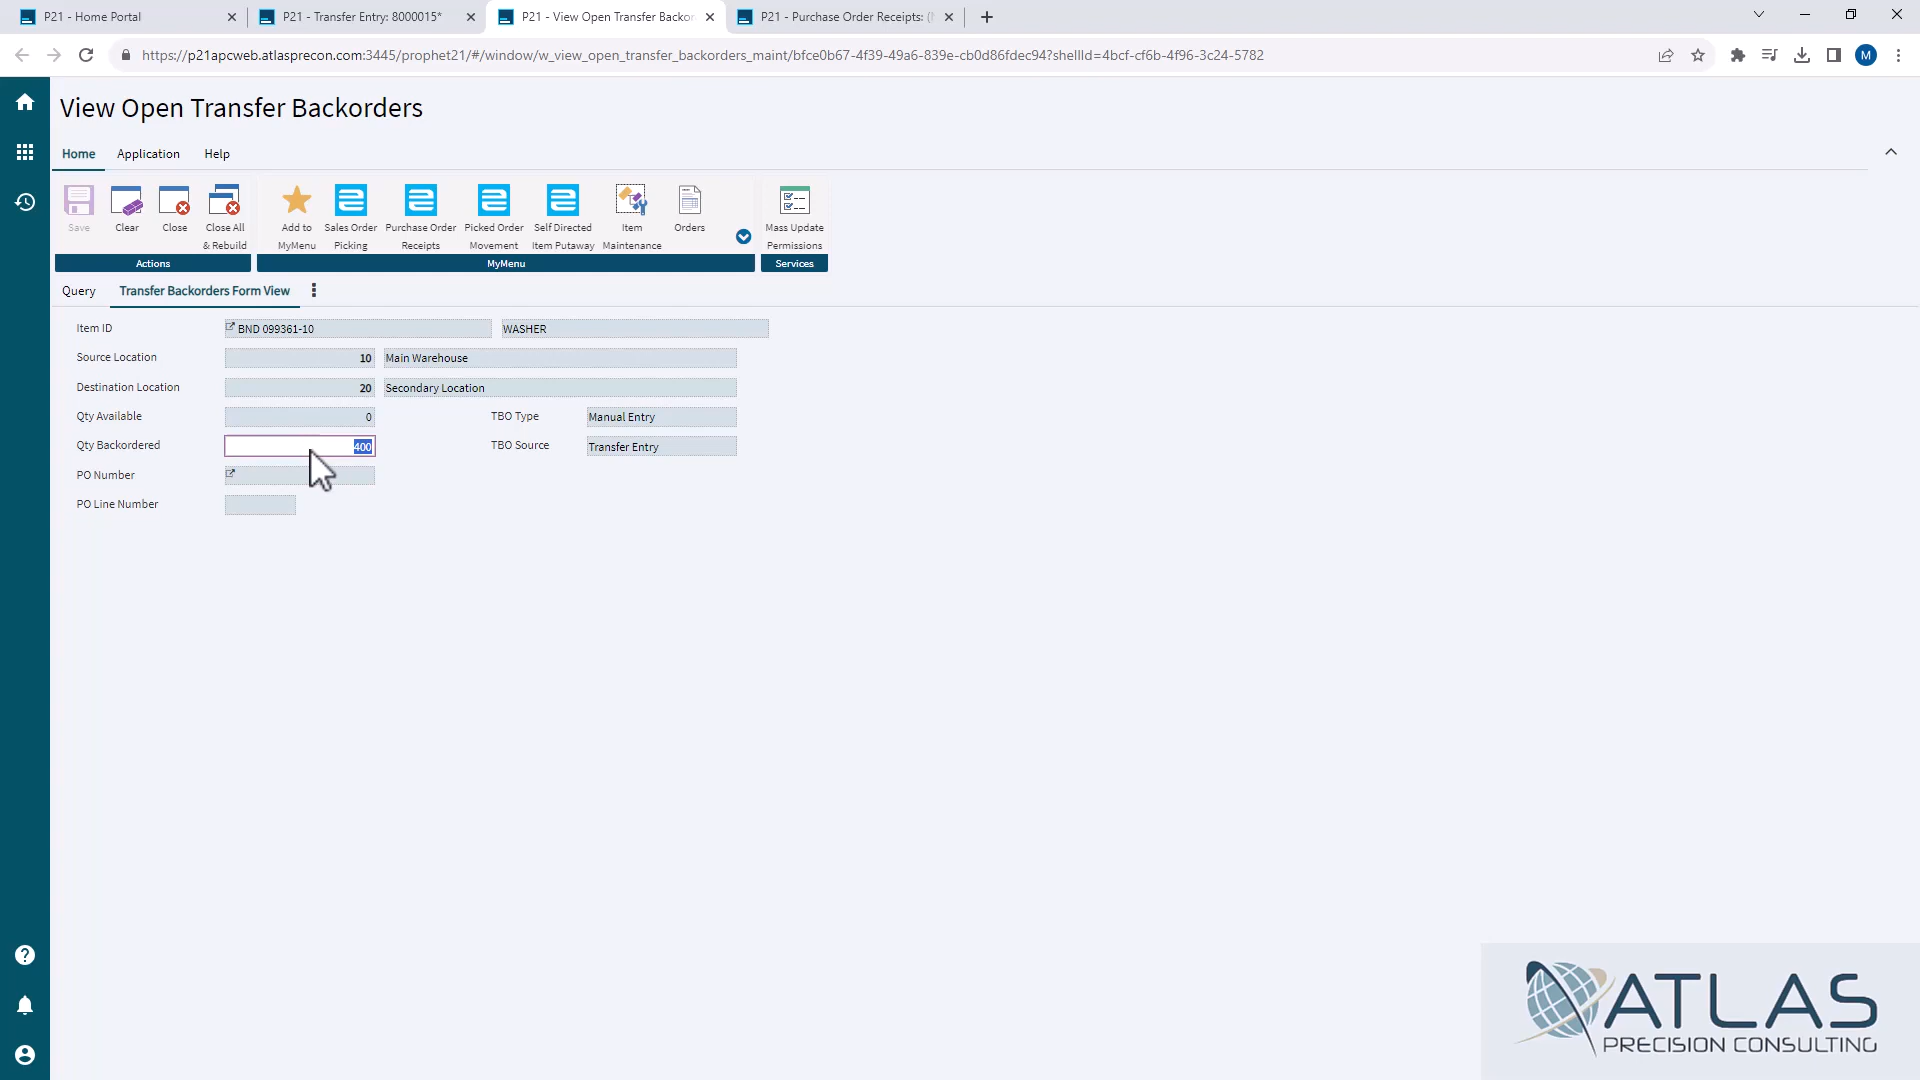 P21 - Home Portal
P21 - Transfer Entry: 8000015*
P21 - View Open Transfer Backor
P21 - Purchase Order Receipts: (
https://p21apcweb.atlasprecon.com:3445/prophet21/#/window/w_view_open_transfer_backorders_maint/bfce0b67-4f39-49a6-839e-cb0d86fdec94?shellId=4bcf-cf6b-4f96-3c24-5782
M
View Open Transfer Backorders
Home Application Help
Save
Clear
Close
Close All & Rebuild
Add to MyMenu
Sales Order Picking
Purchase Order Receipts
Picked Order Movement
Self Directed Item Putaway
Item Maintenance
Orders
Mass Update Permissions
Actions MyMenu Services
Query Transfer Backorders Form View
Item ID BND 099361-10 WASHER
Source Location 10 Main Warehouse
Destination Location 20 Secondary Location
Qty Available 0 TBO Type Manual Entry
Qty Backordered 400 TBO Source Transfer Entry
PO Number
PO Line Number
ATLAS
PRECISION CONSULTING